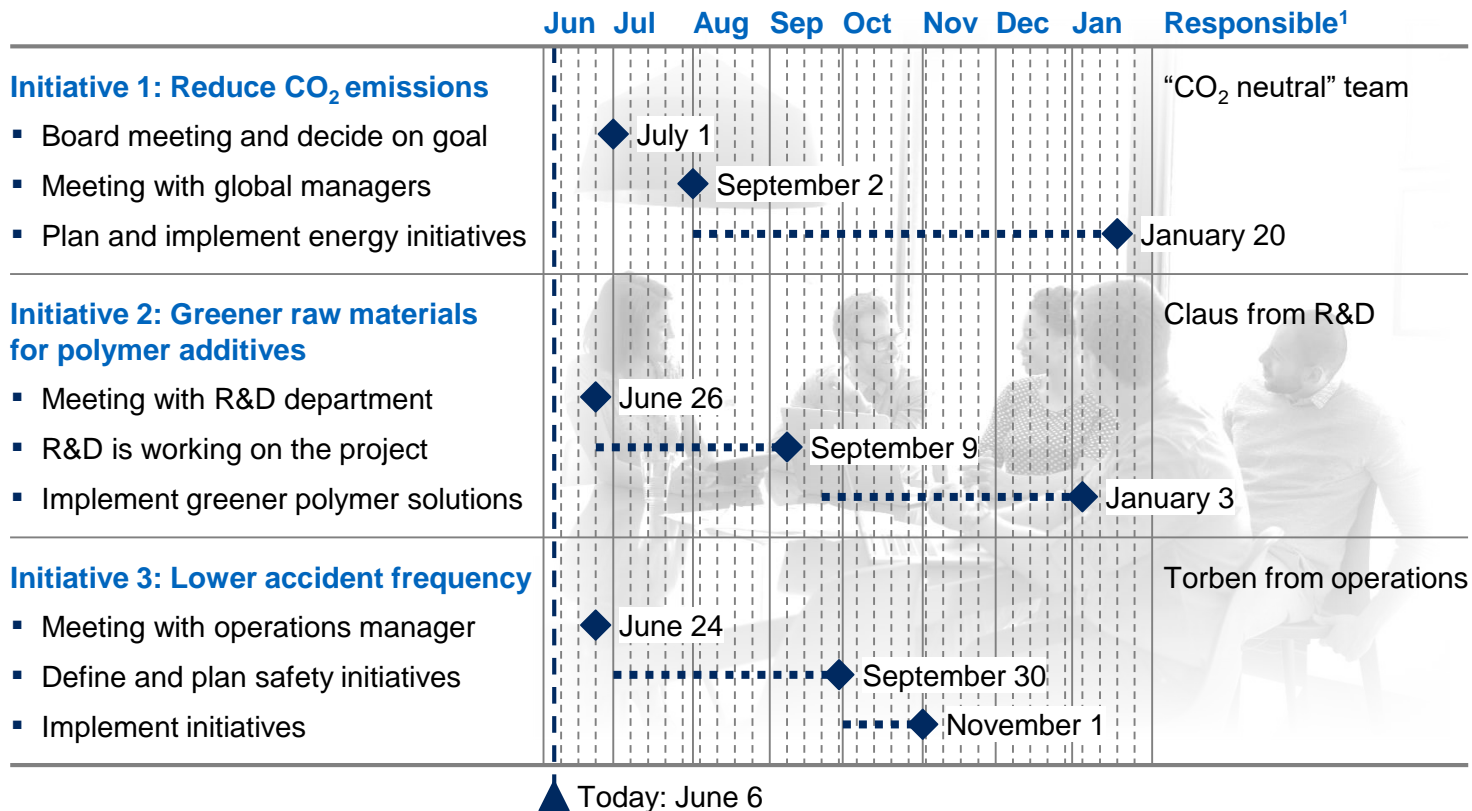 Jun Jul Aug Sep Oct Nov Dec Jan Responsible¹
Initiative 1: Reduce CO₂ emissions
“CO₂ neutral” team
▪ Board meeting and decide on goal
July 1
▪ Meeting with global managers
September 2
▪ Plan and implement energy initiatives
January 20
Initiative 2: Greener raw materials
for polymer additives
Claus from R&D
▪ Meeting with R&D department
June 26
▪ R&D is working on the project
September 9
▪ Implement greener polymer solutions
January 3
Initiative 3: Lower accident frequency
Torben from operations
▪ Meeting with operations manager
June 24
▪ Define and plan safety initiatives
September 30
▪ Implement initiatives
November 1
Today: June 6